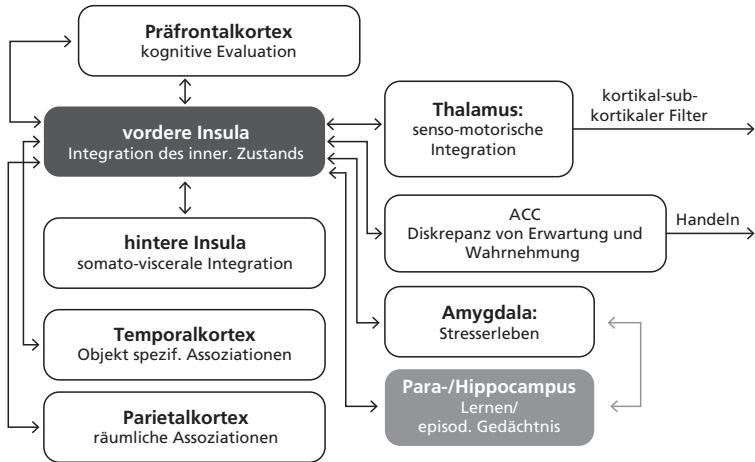 Präfrontalkortex
kognitive Evaluation
vordere Insula
Integration des inner. Zustands
hintere Insula
somato-viscerale Integration
Temporalkortex
Objekt spezif. Assoziationen
Parietalkortex
räumliche Assoziationen
Thalamus:
senso-motorische
Integration
kortikal-sub-
kortikaler Filter
ACC
Diskrepanz von Erwartung und
Wahrnehmung
Handeln
Amygdala:
Stresserleben
Para-/Hippocampus
Lernen/
episod. Gedächtnis